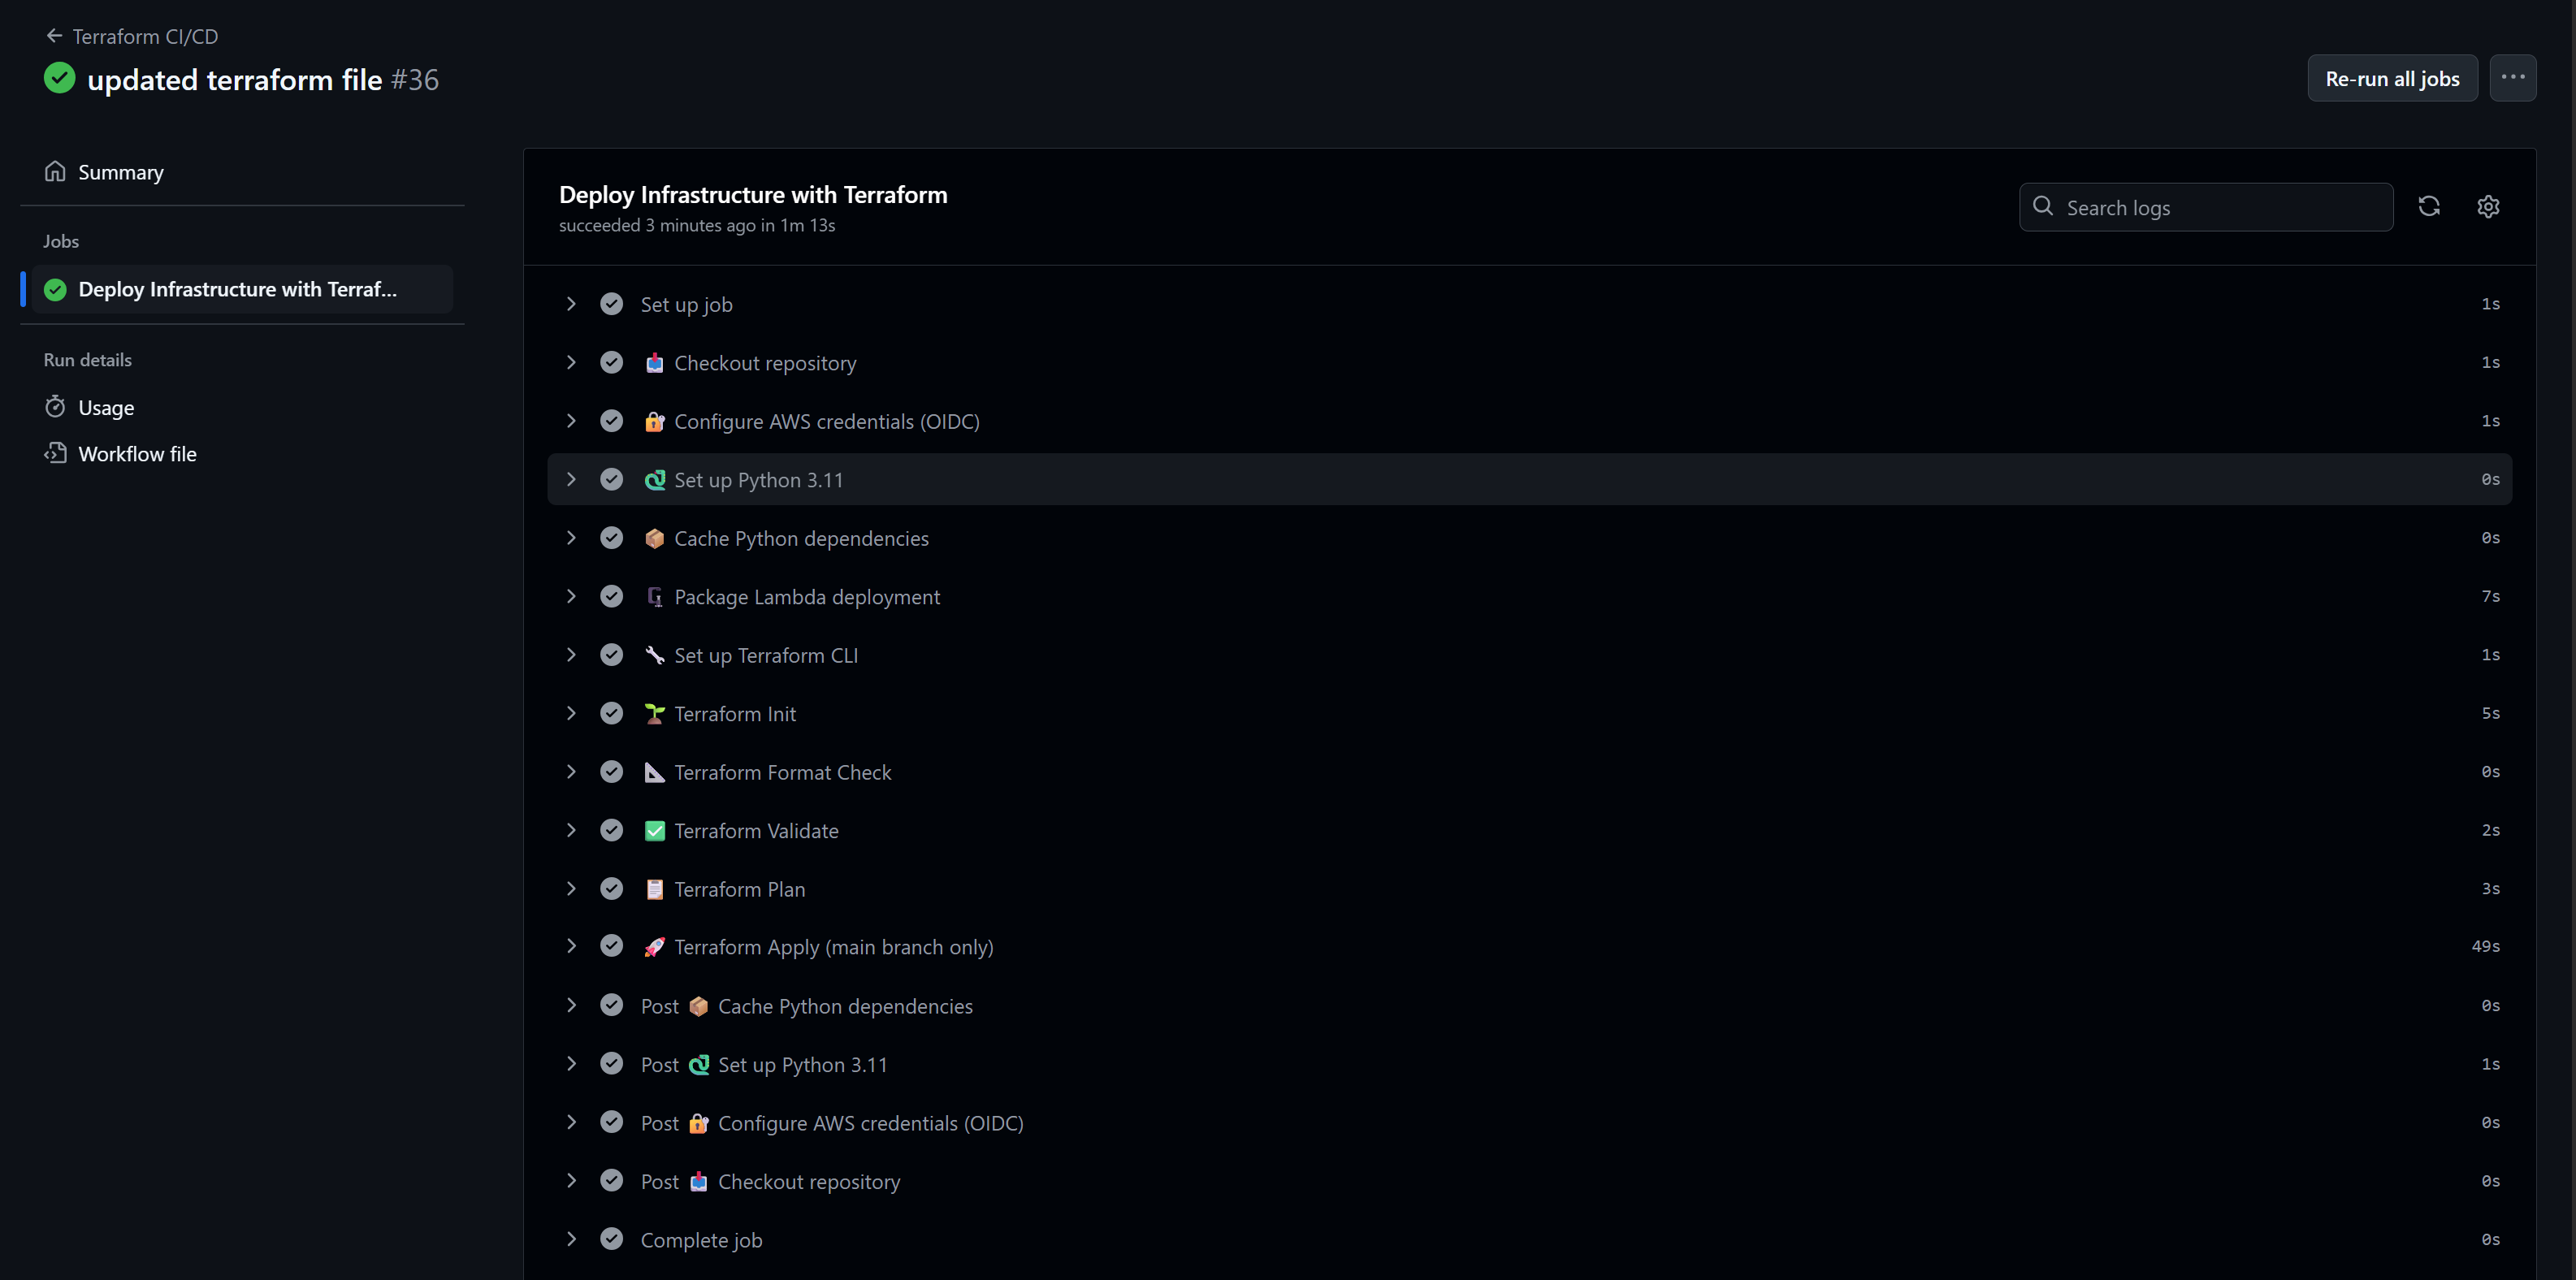 Terraform CI/CD
updated terraform file #36
Re-run all jobs
Summary
Jobs
Deploy Infrastructure with Terraf...
Run details
Usage
Workflow file
Deploy Infrastructure with Terraform
succeeded 3 minutes ago in 1m 13s
Search logs
Set up job 1s
Checkout repository 1s
Configure AWS credentials (OIDC) 1s
Set up Python 3.11 0s
Cache Python dependencies 0s
Package Lambda deployment 7s
Set up Terraform CLI 1s
Terraform Init 5s
Terraform Format Check 0s
Terraform Validate 2s
Terraform Plan 3s
Terraform Apply (main branch only) 49s
Post Cache Python dependencies 0s
Post Set up Python 3.11 1s
Post Configure AWS credentials (OIDC) 0s
Post Checkout repository 0s
Complete job 0s